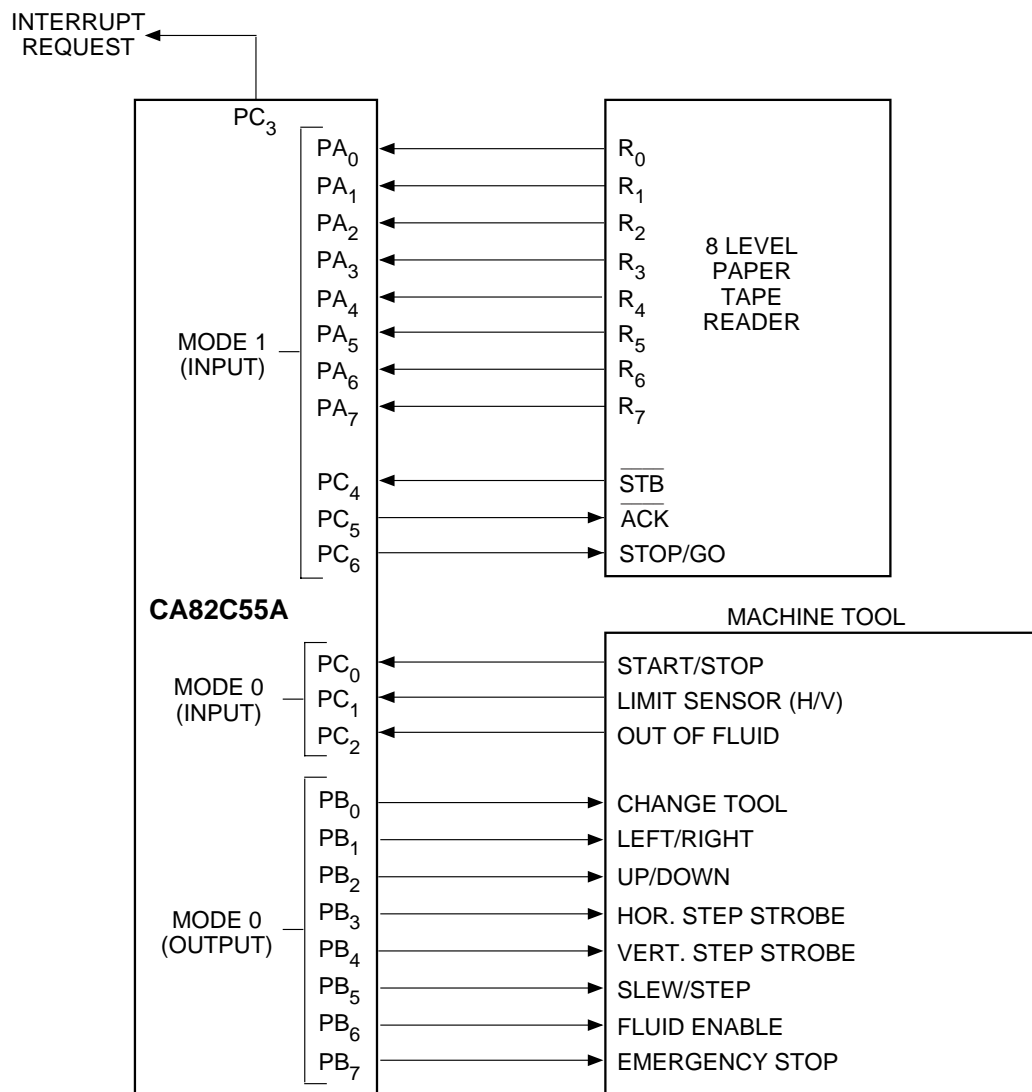 INTERRUPT
REQUEST
PC3
PA0 R0
PA1 R1
PA2 R2
PA3 R3
PA4 R4
PA5 R5
PA6 R6
PA7 R7
8 LEVEL
PAPER
TAPE
READER
MODE 1
(INPUT)
PC4 STB
PC5 ACK
PC6 STOP/GO
CA82C55A
MACHINE TOOL
MODE 0
(INPUT)
PC0 START/STOP
PC1 LIMIT SENSOR (H/V)
PC2 OUT OF FLUID
MODE 0
(OUTPUT)
PB0 CHANGE TOOL
PB1 LEFT/RIGHT
PB2 UP/DOWN
PB3 HOR. STEP STROBE
PB4 VERT. STEP STROBE
PB5 SLEW/STEP
PB6 FLUID ENABLE
PB7 EMERGENCY STOP